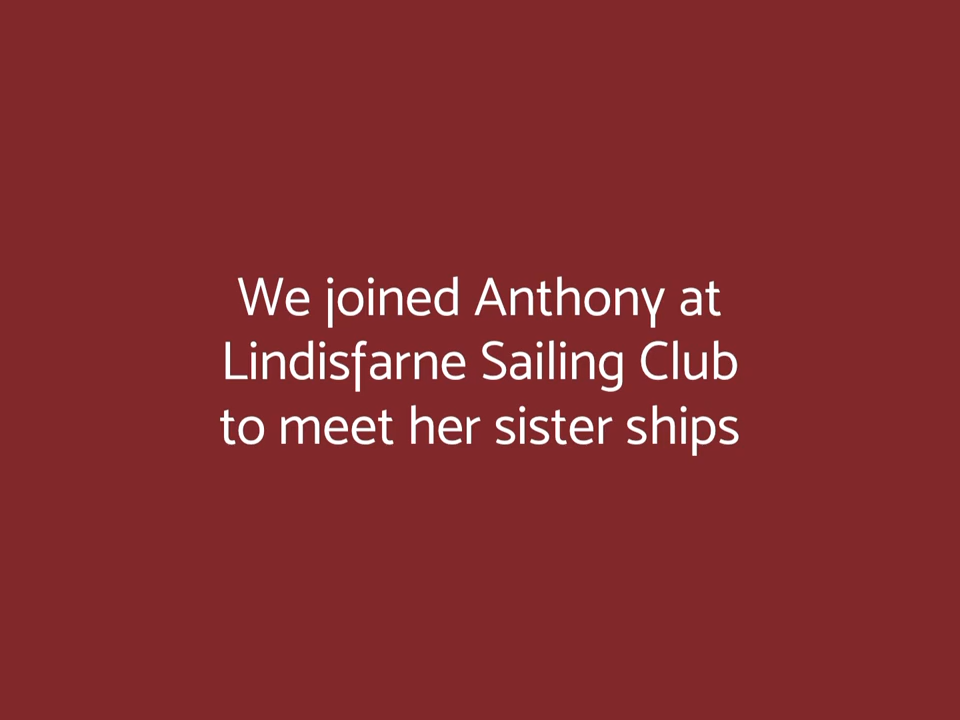 We joined Anthony at
Lindisfarne Sailing Club
to meet her sister ships